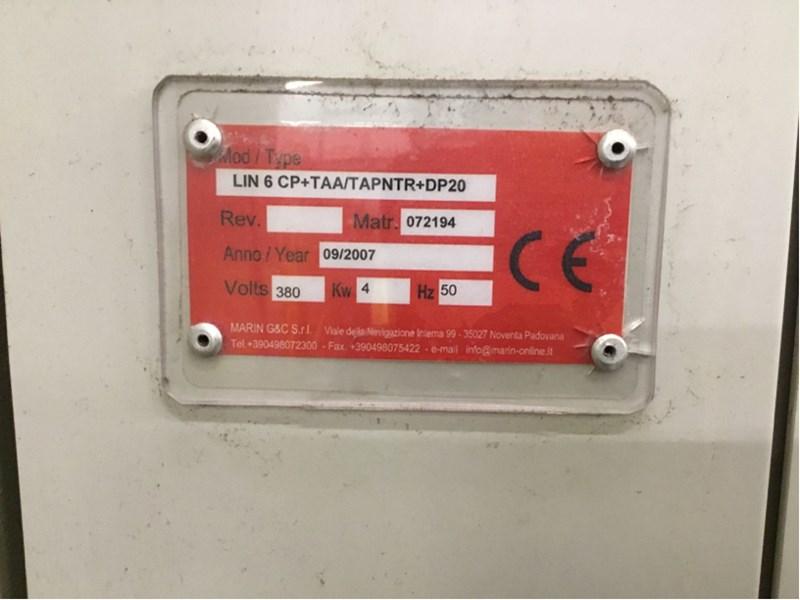 Mod / Type
LIN 6 CP+TAA/TAPNTR+DP20
Rev. Matr. 072194
Anno / Year 09/2007
CE
Volts 380 Kw 4 Hz 50
MARIN G&C S.r.l. Viale della Navigazione Interna 99 - 35027 Noventa Padovana
Tel.+390498072300 - Fax. +390498075422 - e-mail info@marin-online.it